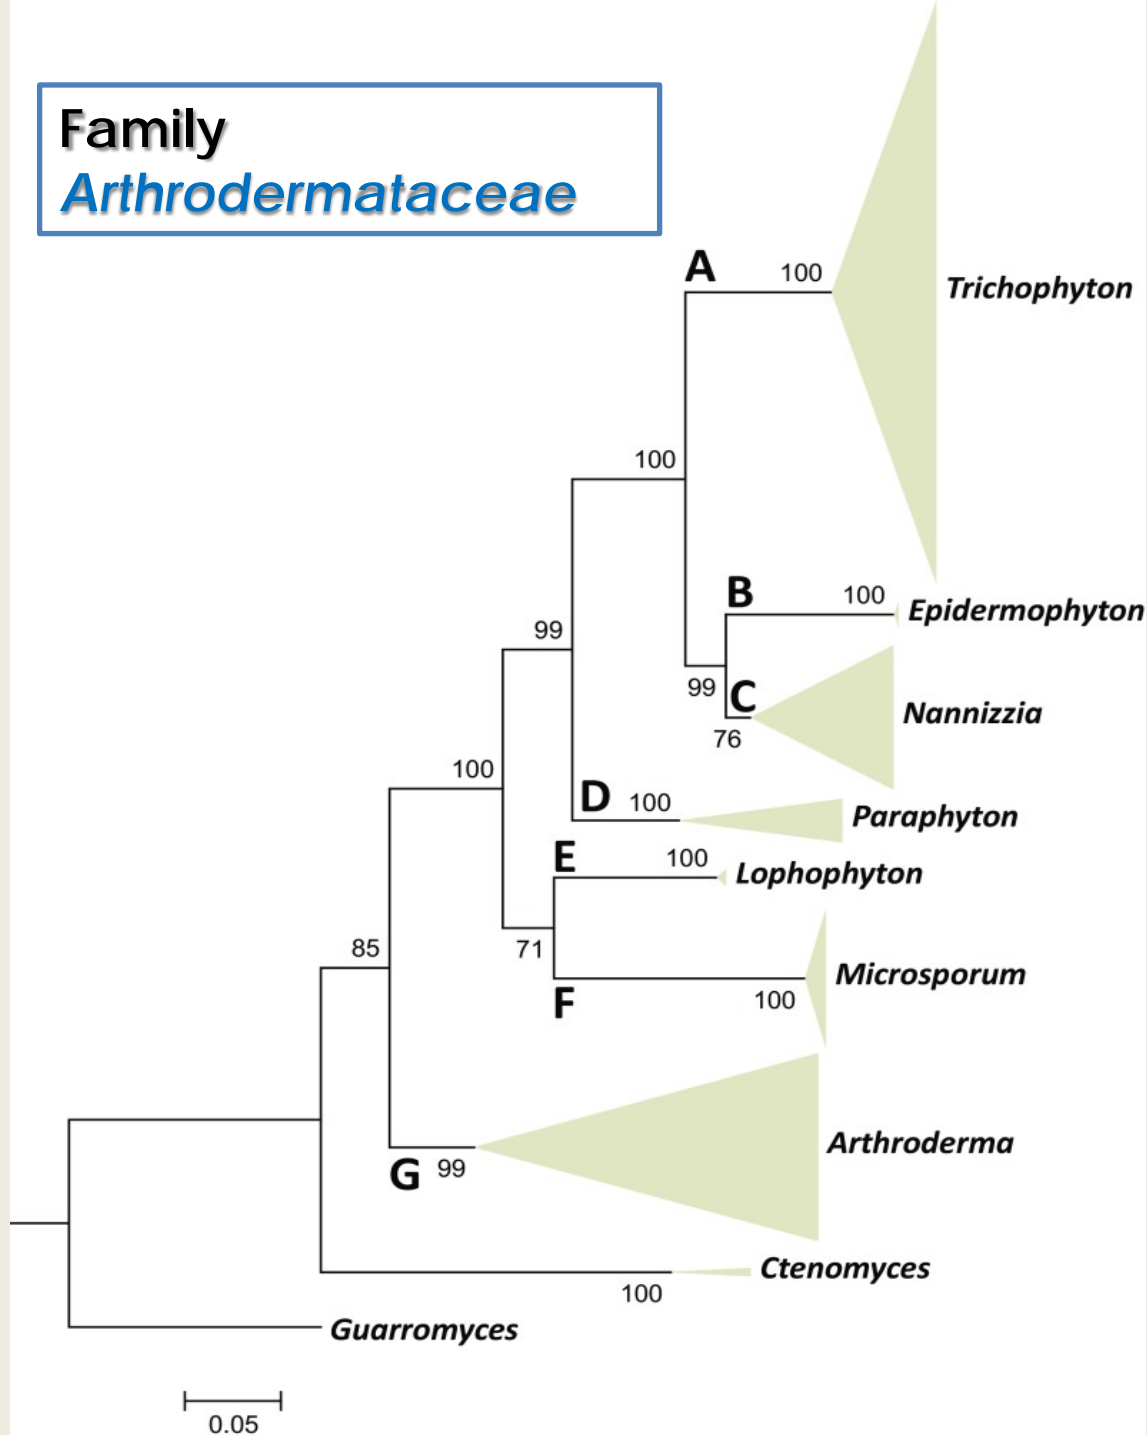 Family
Arthrodermataceae
A
100
Trichophyton
100
B
100
Epidermophyton
99
99
C
Nannizzia
76
100
D
100
Paraphyton
E
100
Lophophyton
85
71
Microsporum
F
100
Arthroderma
G
99
Ctenomyces
100
Guarromyces
0.05